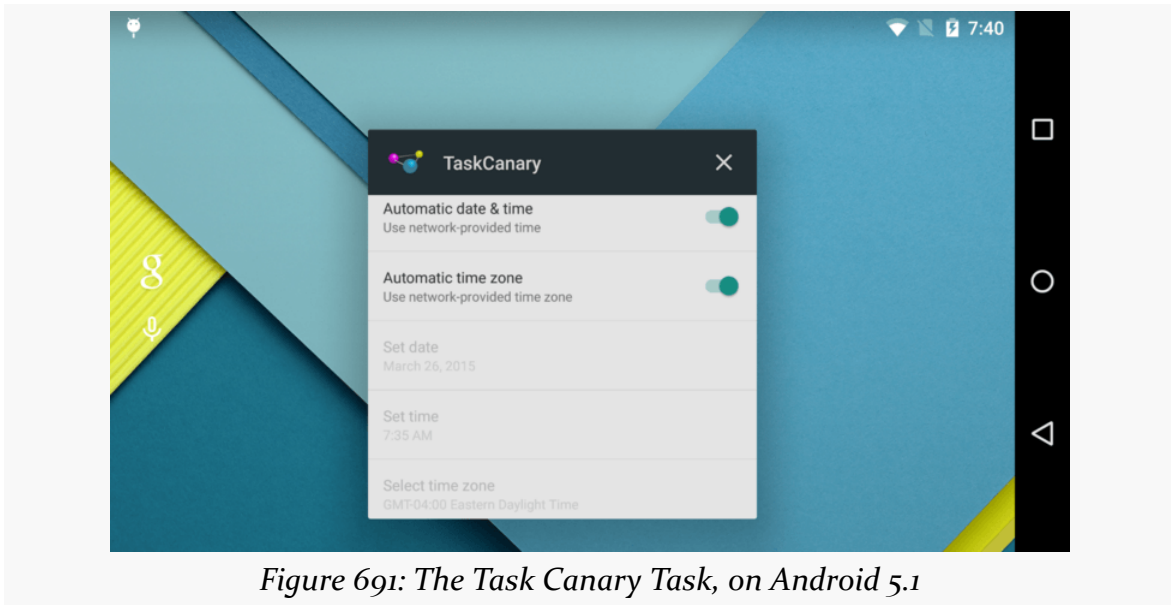 7:40
TaskCanary
Automatic date & time
Use network-provided time
Automatic time zone
Use network-provided time zone
g
Set date
March 26, 2015
Set time
7:35 AM
Select time zone
GMT-04:00 Eastern Daylight Time
Figure 691: The Task Canary Task, on Android 5.1